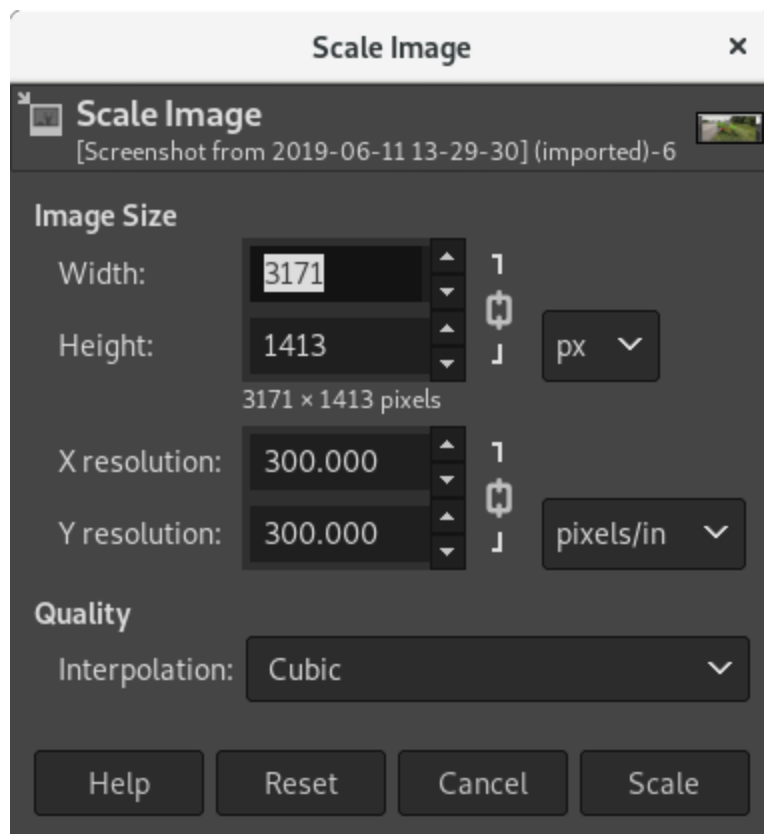 Scale Image
Scale Image
[Screenshot from 2019-06-11 13-29-30] (imported)-6
Image Size
Width: 3171
Height: 1413 px
3171 × 1413 pixels
X resolution: 300.000
Y resolution: 300.000 pixels/in
Quality
Interpolation: Cubic
Help Reset Cancel Scale